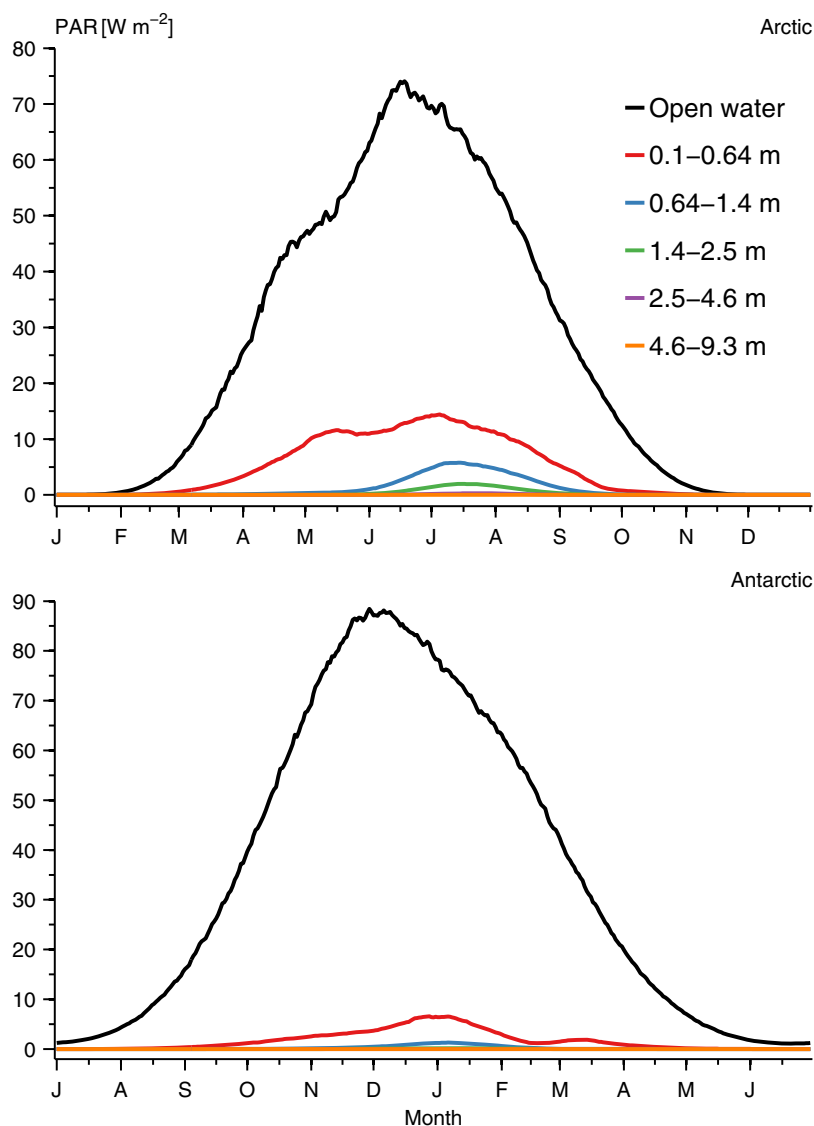 PAR [W m−2]
Arctic
80
70
60
50
40
30
20
10
0
Open water
0.1−0.64 m
0.64−1.4 m
1.4−2.5 m
2.5−4.6 m
4.6−9.3 m
J F M A M J J A S O N D
Antarctic
90
80
70
60
50
40
30
20
10
0
J A S O N D J F M A M J
Month